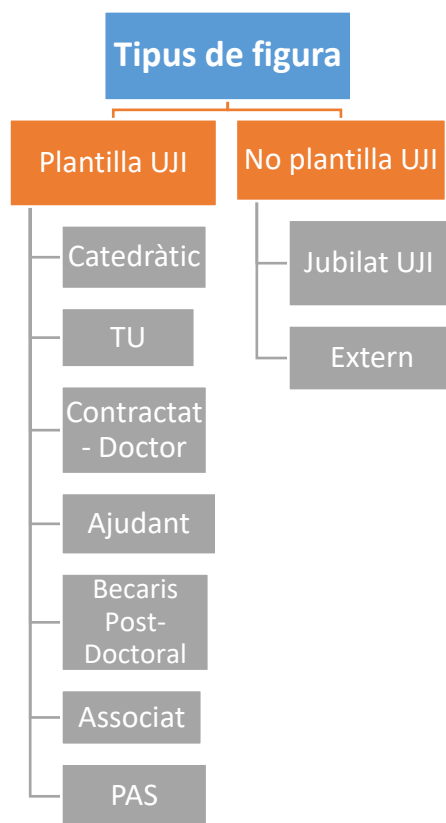 Tipus de figura
Plantilla UJI
No plantilla UJI
Catedràtic
TU
Contractat
- Doctor
Ajudant
Becaris
Post-
Doctoral
Associat
PAS
Jubilat UJI
Extern